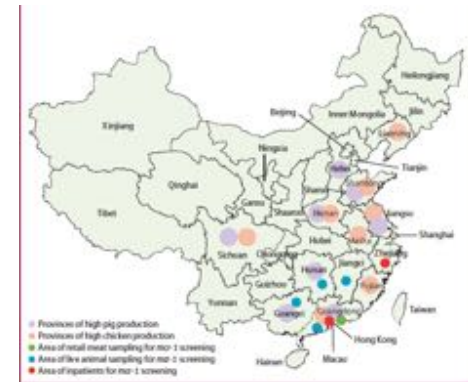 Heilongjiang
Jilin
Beijing
Inner Mongolia
Liaoning
Xinjiang
Ningxia
Hebei
Tianjin
Qinghai
Shanxi
Shandong
Gansu
Shaanxi
Henan
Jiangsu
Tibet
Hubei
Anhui
Shanghai
Sichuan
Chongqing
Zhejiang
Hunan
Jiangxi
Guizhou
Fujian
Yunnan
Guangxi
Guangdong
Taiwan
Hong Kong
Macau
Hainan
Provinces of high pig production
Provinces of high chicken production
Area of retail meat sampling for mcr-1 screening
Area of live animal sampling for mcr-1 screening
Area of inpatients for mcr-1 screening